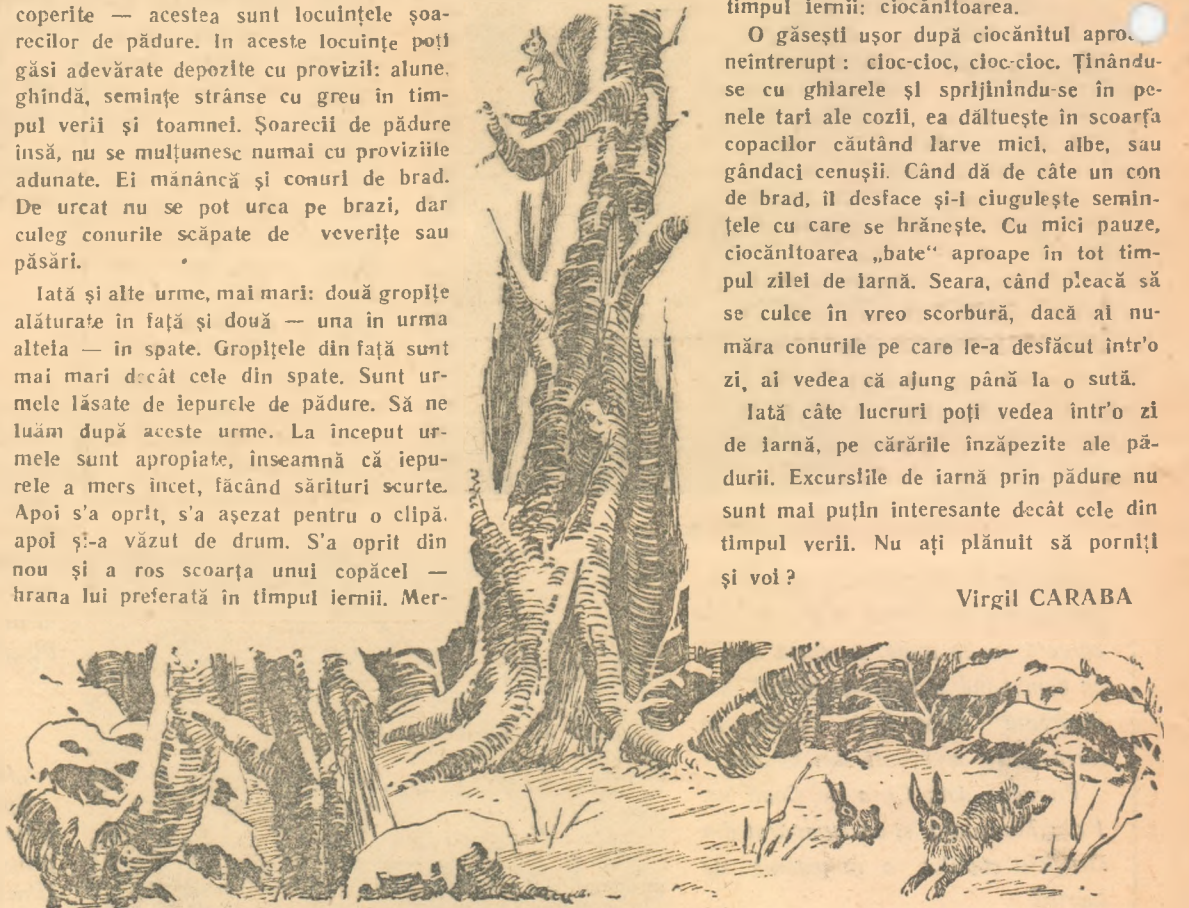 coperite — acestea sunt locuințele șoa-
recilor de pădure. In aceste locuințe poți
găsi adevărate depozite cu provizii: alune,
ghindă, semințe strânse cu greu în tim-
pul verii și toamnei. Șoarecii de pădure
însă, nu se mulțumesc numai cu proviziile
adunate. Ei mănâncă și conuri de brad.
De urcat nu se pot urca pe brazi, dar
culeg conurile scăpate de veverițe sau
păsări.
Iată și alte urme, mai mari: două gropițe
alăturate în față și două — una în urma
alteia — în spate. Gropițele din față sunt
mai mari decât cele din spate. Sunt ur-
mele lăsate de iepurele de pădure. Să ne
luăm după aceste urme. La început ur-
mele sunt apropiate, înseamnă că iepu-
rele a mers incet, făcând sărituri scurte.
Apoi s'a oprit, s'a așezat pentru o clipă,
apoi și-a văzut de drum. S'a oprit din
nou și a ros scoarța unui copăcel —
hrana lui preferată în timpul iernii. Mer-
timpul iernii: ciocănitoarea.
O găsești ușor după ciocănitul
neîntrerupt : cioc-cioc, cioc-cioc. Ținându-
se cu ghiarele și sprijinindu-se în pe-
nele tari ale cozii, ea dăltuește în scoarța
copacilor căutând larve mici, albe, sau
gândaci cenușii. Când dă de câte un con
de brad, îl desface și-i ciugulește semin-
țele cu care se hrănește. Cu mici pauze,
ciocănitoarea „bate“ aproape în tot tim-
pul zilei de iarnă. Seara, când pleacă să
se culce în vreo scorbură, dacă ai nu-
măra conurile pe care le-a desfăcut într'o
zi, ai vedea că ajung până la o sută.
Iată câte lucruri poți vedea într'o zi
de iarnă, pe cărările înzăpezite ale pă-
durii. Excursiile de iarnă prin pădure nu
sunt mai puțin interesante decât cele din
timpul verii. Nu ați plănuit să porniți
și voi ?
Virgil CARABA